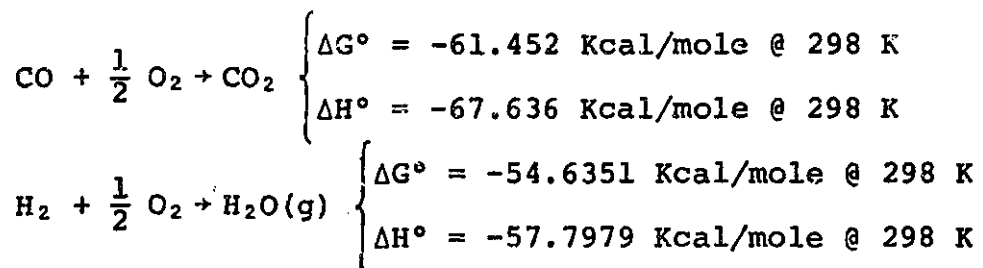 ΔG° = -61.452 Kcal/mole @ 298 K
CO + 1/2 O₂ → CO₂
ΔH° = -67.636 Kcal/mole @ 298 K
ΔG° = -54.6351 Kcal/mole @ 298 K
H₂ + 1/2 O₂ → H₂O(g)
ΔH° = -57.7979 Kcal/mole @ 298 K